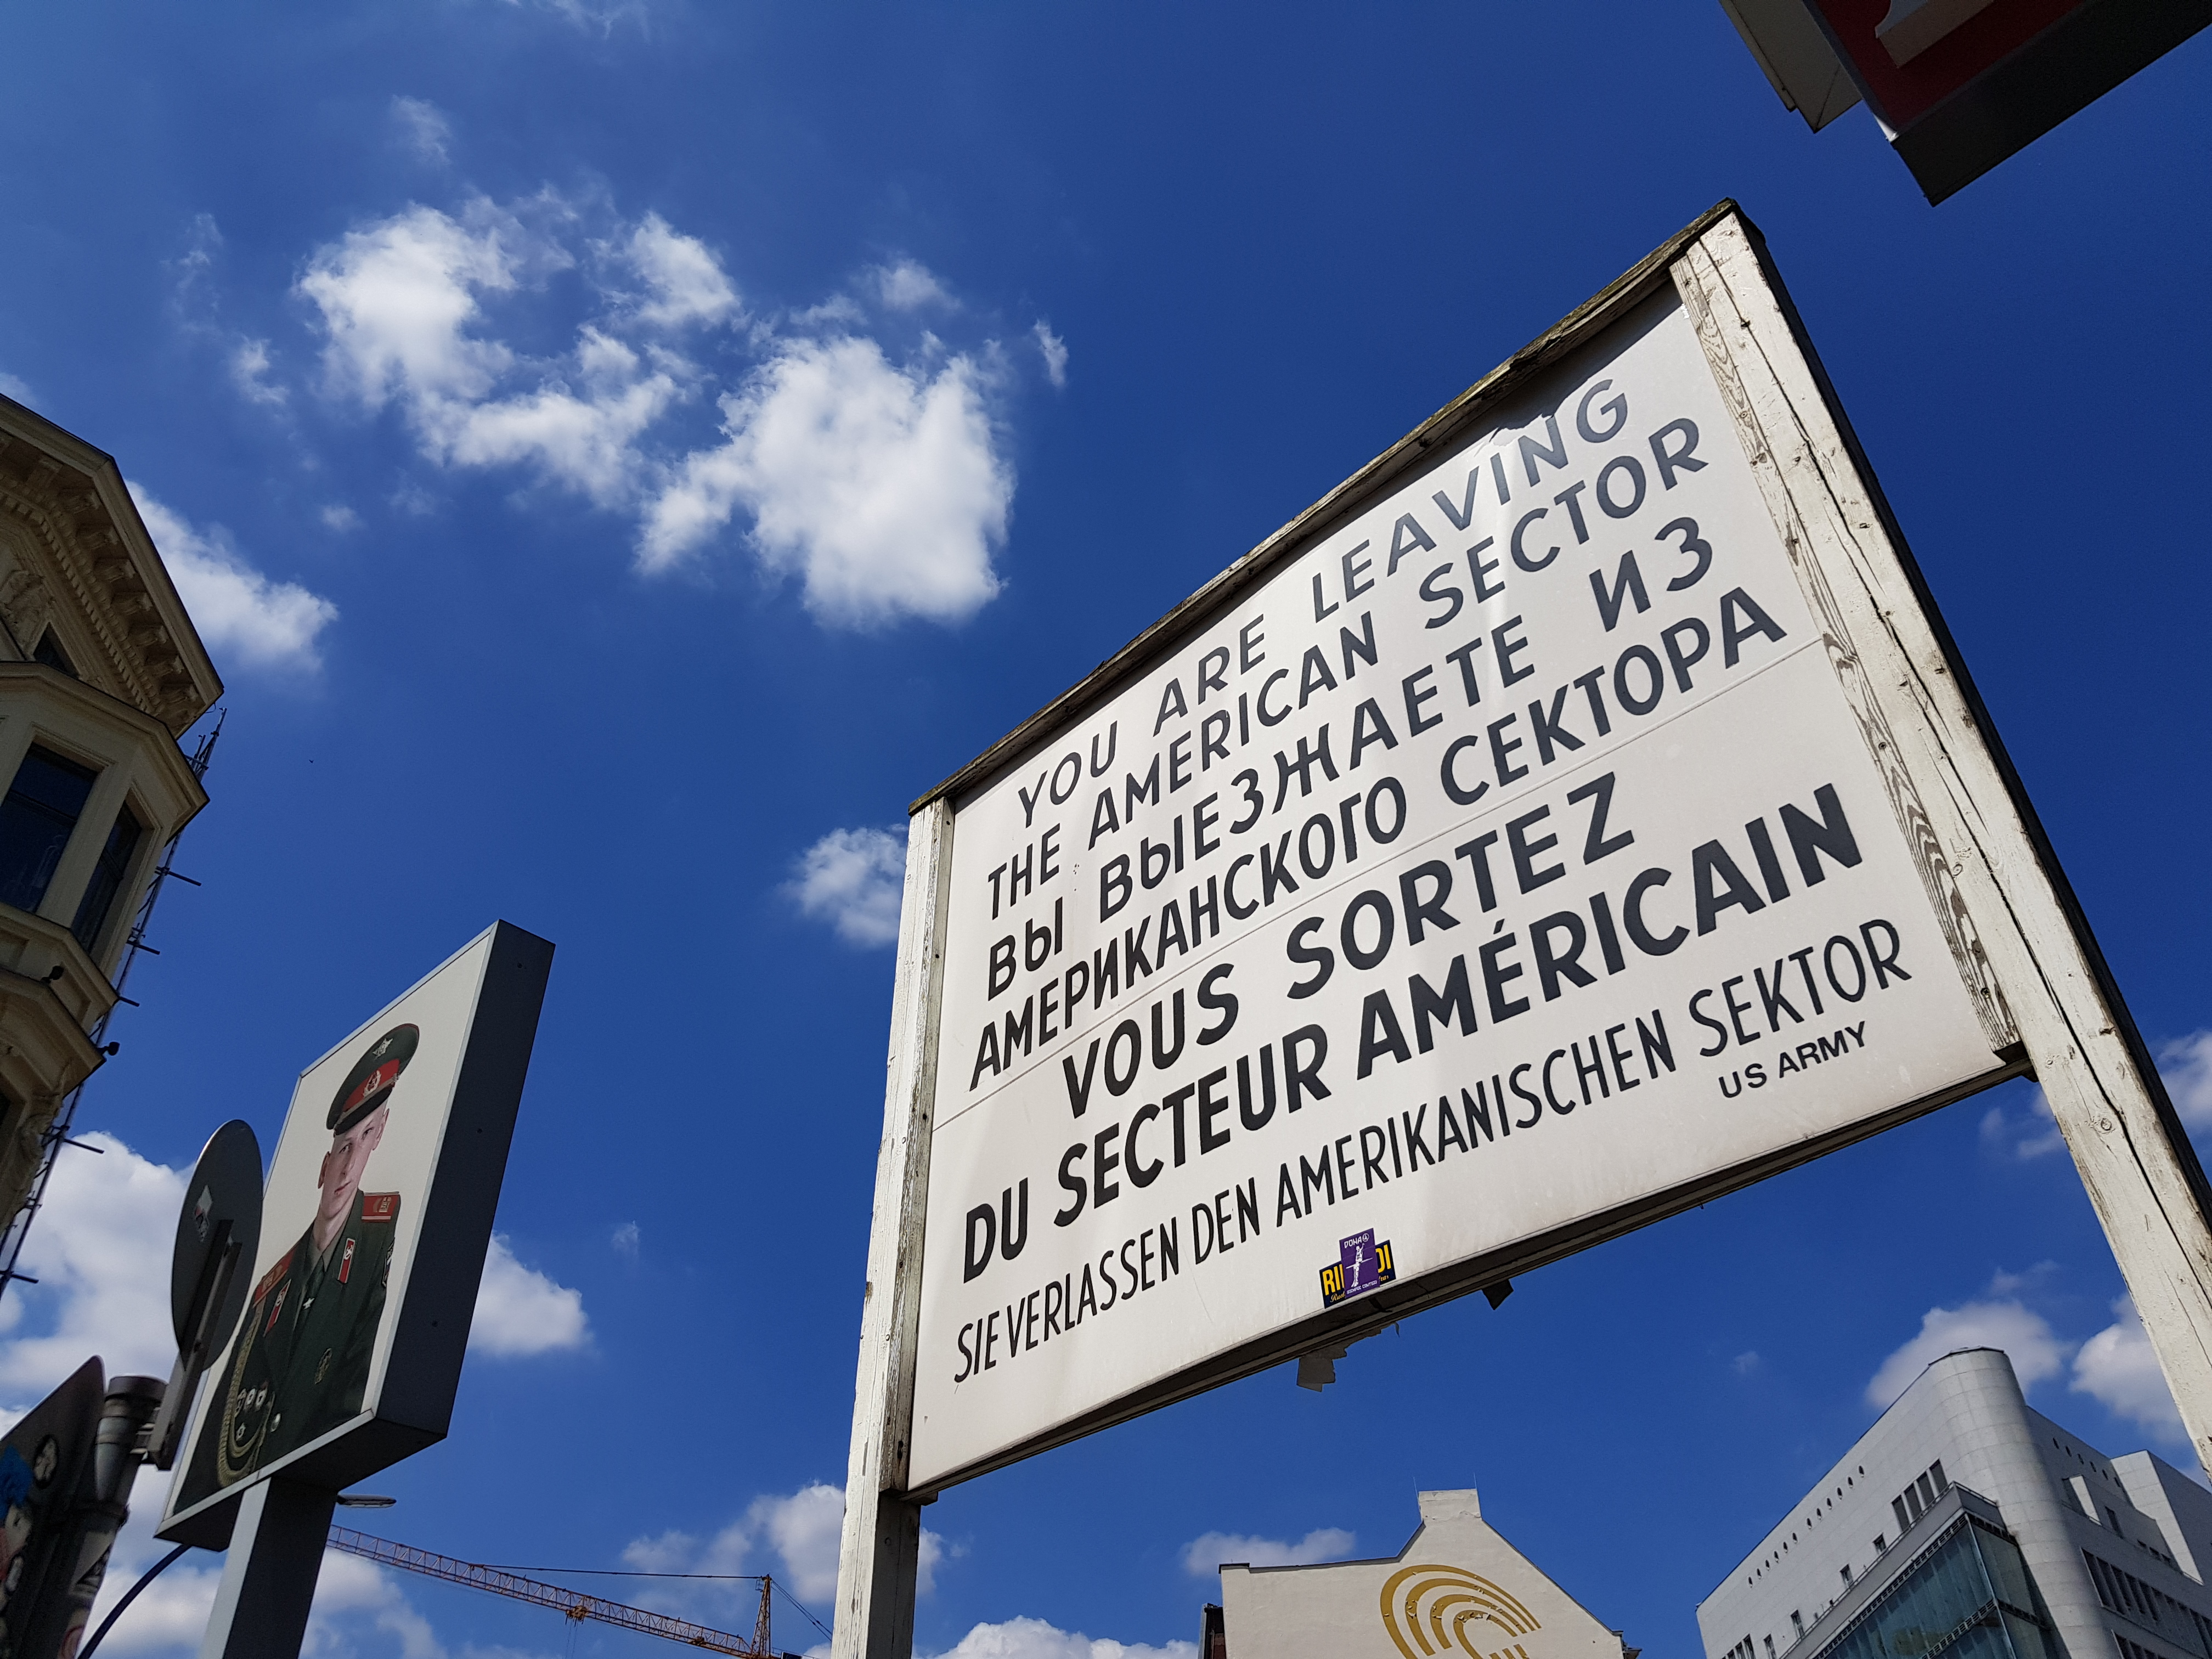 YOU ARE LEAVING
THE AMERICAN SECTOR
ВЫ ВЫЕЗЖАЕТЕ ИЗ
АМЕРИКАНСКОГО СЕКТОРА
VOUS SORTEZ
DU SECTEUR AMÉRICAIN
SIE VERLASSEN DEN AMERIKANISCHEN SEKTOR
US ARMY